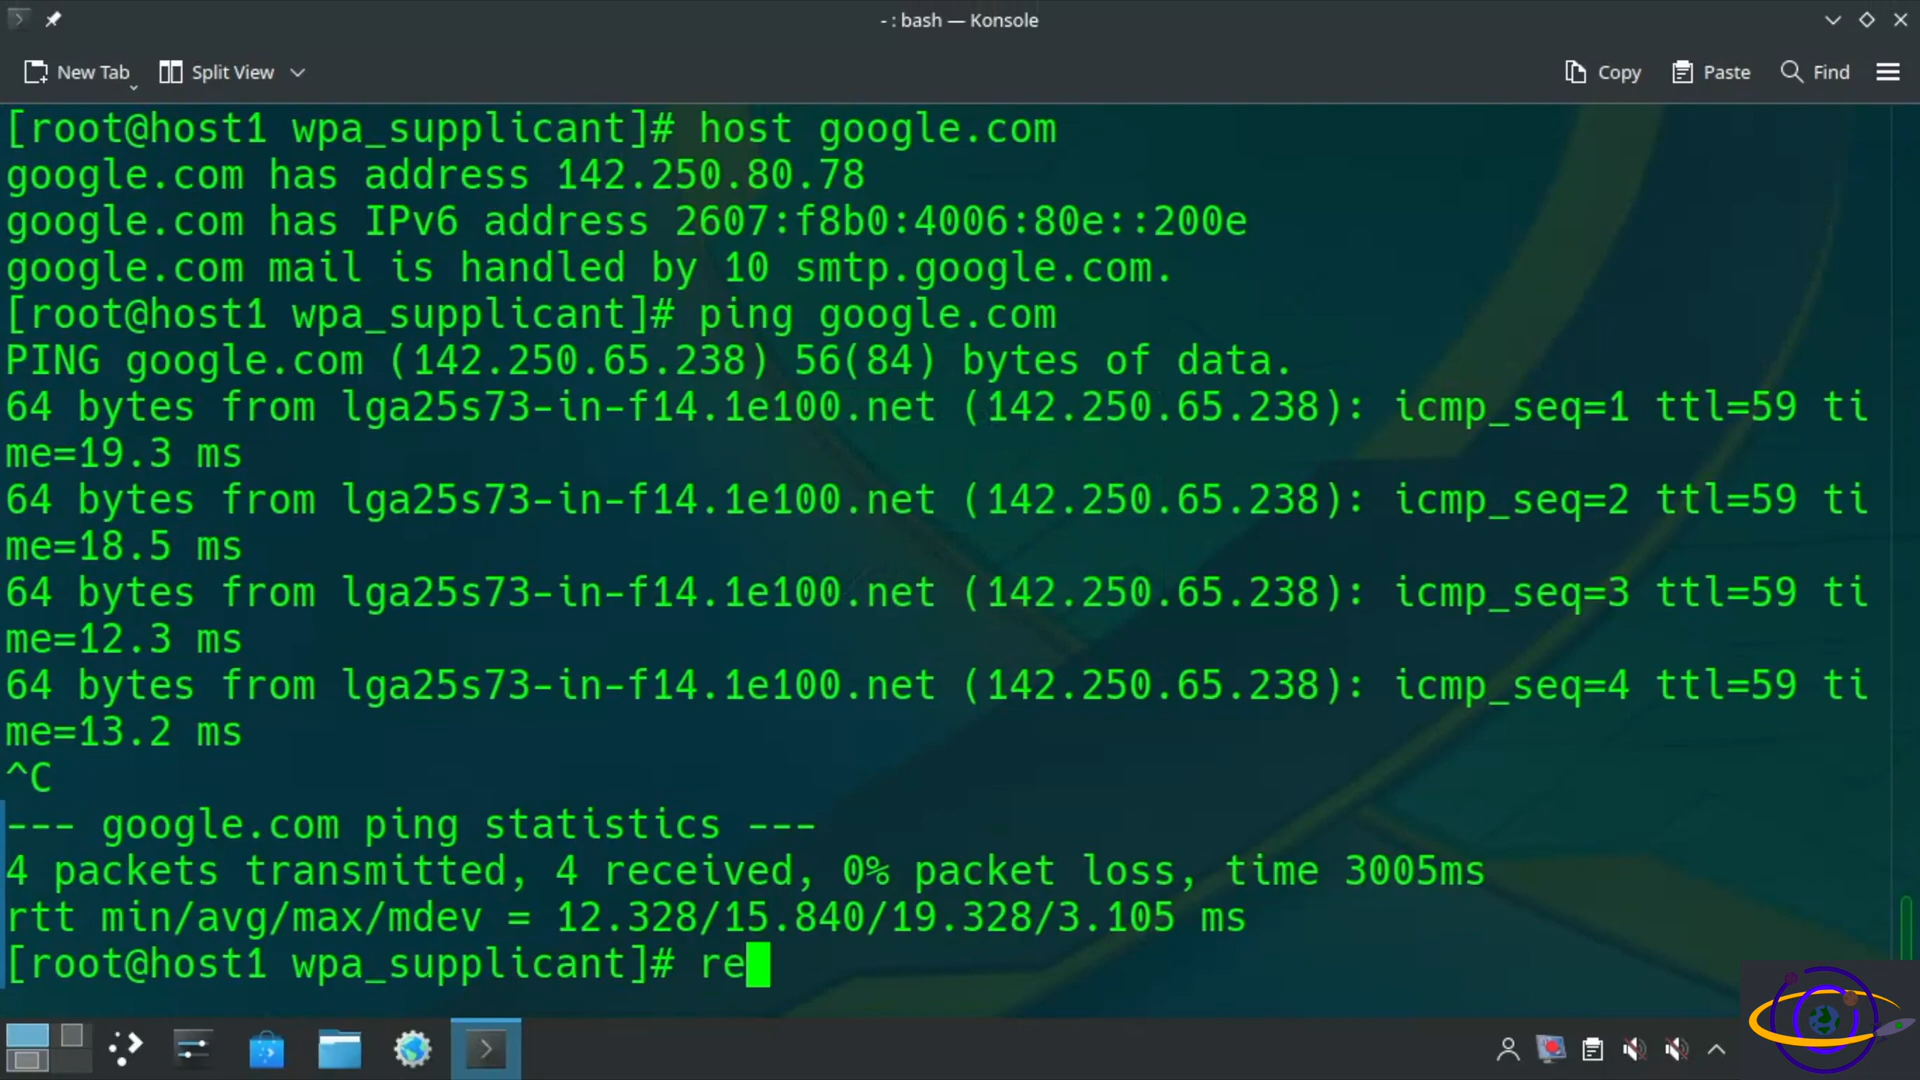 - : bash — Konsole
New Tab Split View Copy Paste Find
[root@host1 wpa_supplicant]# host google.com
google.com has address 142.250.80.78
google.com has IPv6 address 2607:f8b0:4006:80e::200e
google.com mail is handled by 10 smtp.google.com.
[root@host1 wpa_supplicant]# ping google.com
PING google.com (142.250.65.238) 56(84) bytes of data.
64 bytes from lga25s73-in-f14.1e100.net (142.250.65.238): icmp_seq=1 ttl=59 ti
me=19.3 ms
64 bytes from lga25s73-in-f14.1e100.net (142.250.65.238): icmp_seq=2 ttl=59 ti
me=18.5 ms
64 bytes from lga25s73-in-f14.1e100.net (142.250.65.238): icmp_seq=3 ttl=59 ti
me=12.3 ms
64 bytes from lga25s73-in-f14.1e100.net (142.250.65.238): icmp_seq=4 ttl=59 ti
me=13.2 ms
^C
--- google.com ping statistics ---
4 packets transmitted, 4 received, 0% packet loss, time 3005ms
rtt min/avg/max/mdev = 12.328/15.840/19.328/3.105 ms
[root@host1 wpa_supplicant]# re